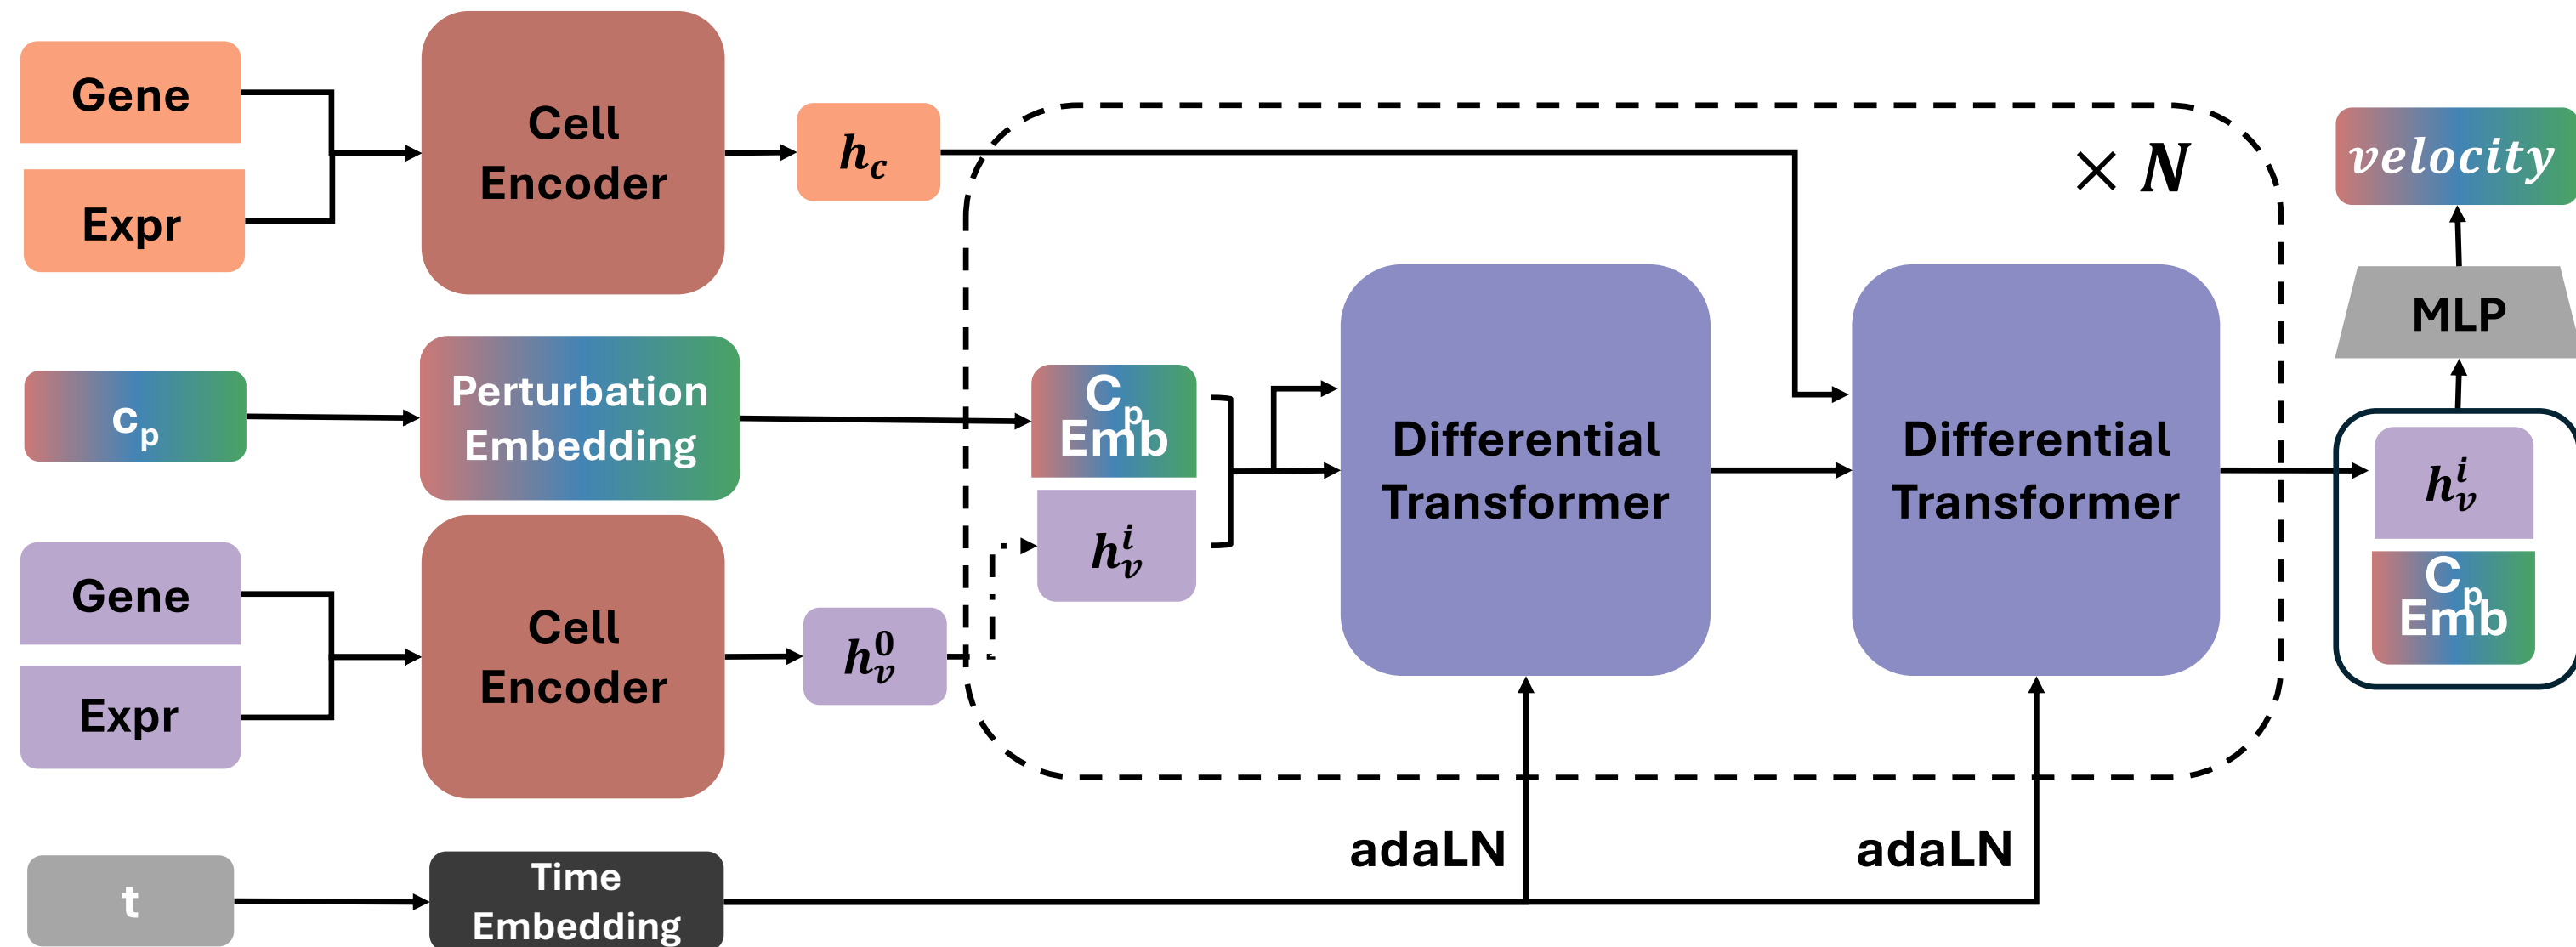 Gene
Expr
Cell
Encoder
h_c
× N
velocity
MLP
c_p
Perturbation
Embedding
C_p
Emb
h_v^i
Differential
Transformer
Differential
Transformer
h_v^i
C_p
Emb
Gene
Expr
Cell
Encoder
h_v^0
adaLN
adaLN
t
Time
Embedding